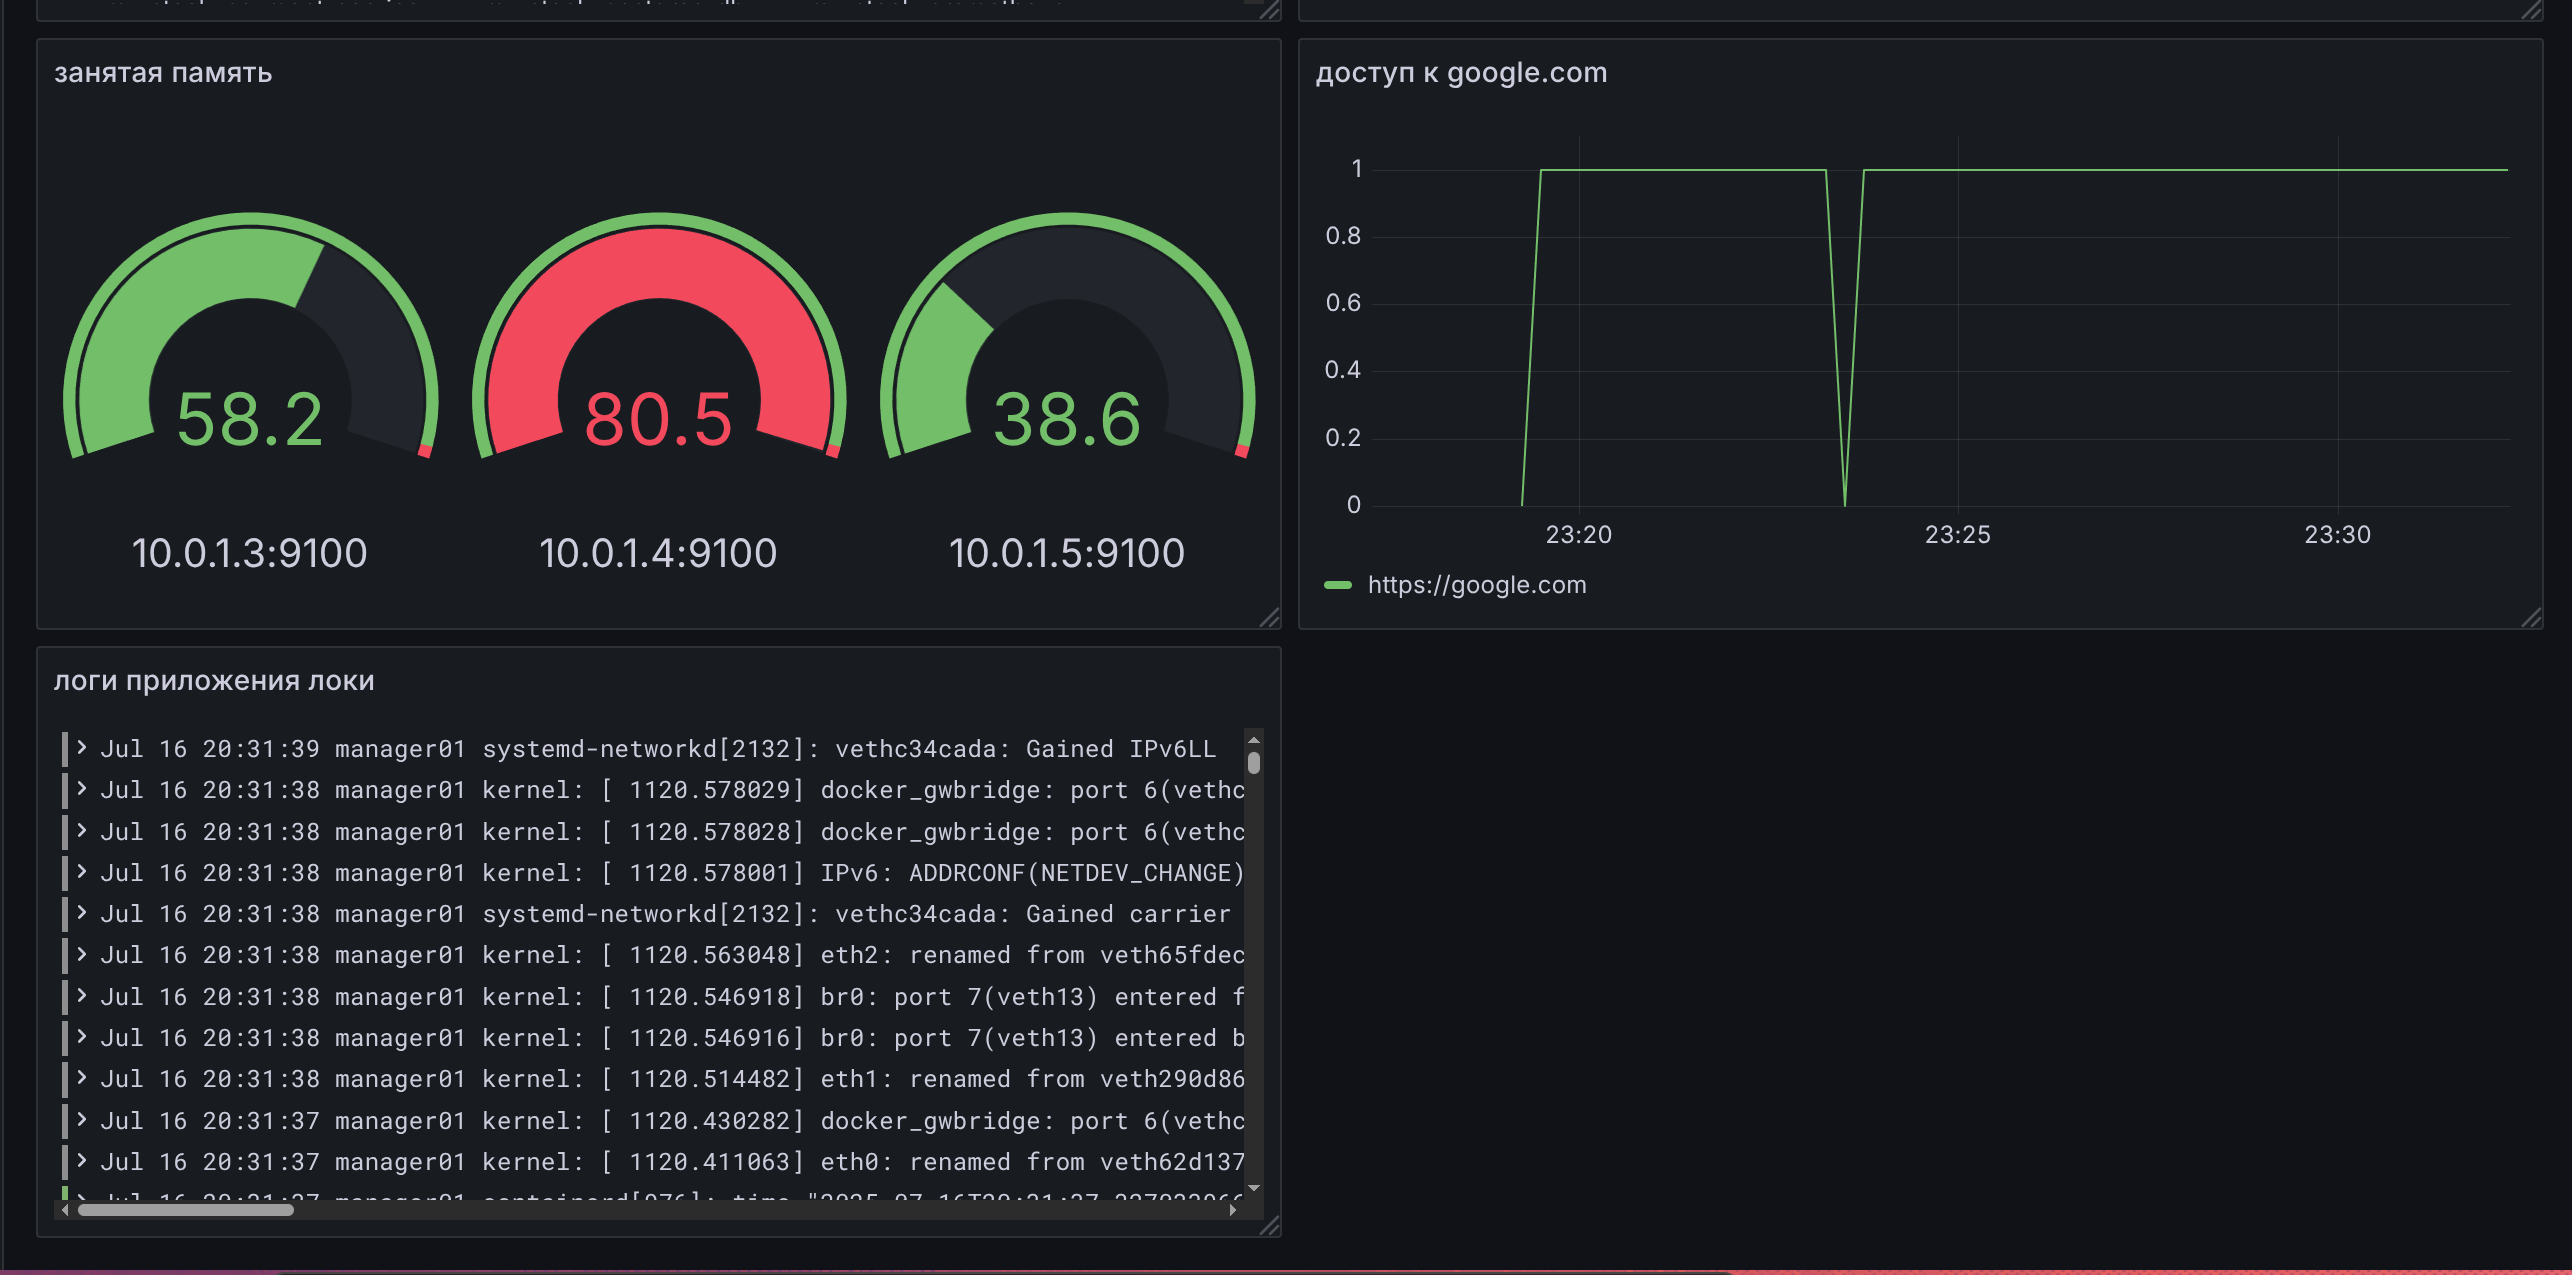 занятая память
58.2
80.5
38.6
10.0.1.3:9100
10.0.1.4:9100
10.0.1.5:9100
доступ к google.com
1
0.8
0.6
0.4
0.2
0
23:20
23:25
23:30
https://google.com
логи приложения локи
Jul 16 20:31:39 manager01 systemd-networkd[2132]: vethc34cada: Gained IPv6LL
Jul 16 20:31:38 manager01 kernel: [ 1120.578029] docker_gwbridge: port 6(vethc
Jul 16 20:31:38 manager01 kernel: [ 1120.578028] docker_gwbridge: port 6(vethc
Jul 16 20:31:38 manager01 kernel: [ 1120.578001] IPv6: ADDRCONF(NETDEV_CHANGE)
Jul 16 20:31:38 manager01 systemd-networkd[2132]: vethc34cada: Gained carrier
Jul 16 20:31:38 manager01 kernel: [ 1120.563048] eth2: renamed from veth65fdec
Jul 16 20:31:38 manager01 kernel: [ 1120.546918] br0: port 7(veth13) entered f
Jul 16 20:31:38 manager01 kernel: [ 1120.546916] br0: port 7(veth13) entered b
Jul 16 20:31:38 manager01 kernel: [ 1120.514482] eth1: renamed from veth290d86
Jul 16 20:31:37 manager01 kernel: [ 1120.430282] docker_gwbridge: port 6(vethc
Jul 16 20:31:37 manager01 kernel: [ 1120.411063] eth0: renamed from veth62d137